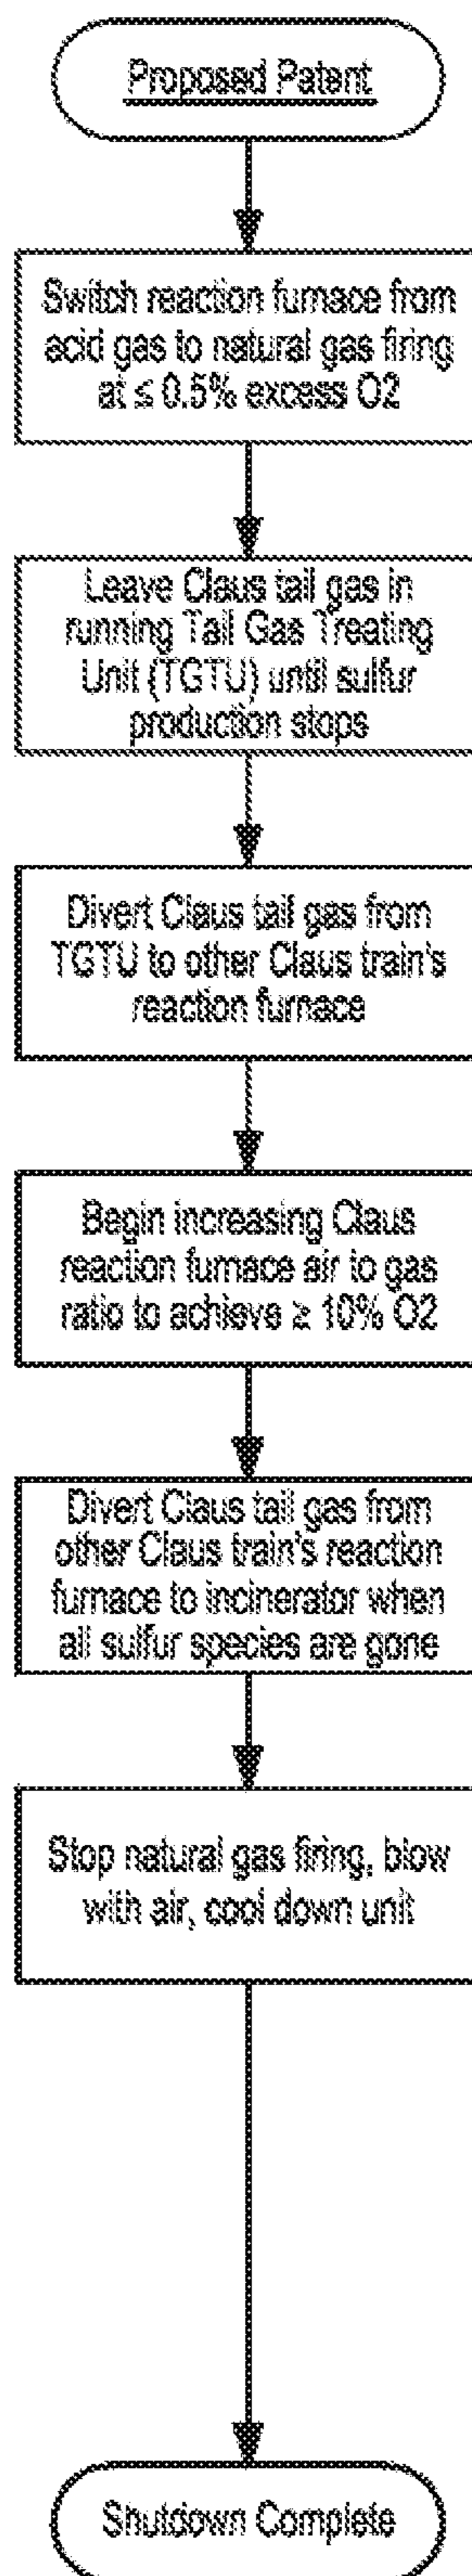 Proposed Patent
Switch reaction furnace from
acid gas to natural gas firing
at ≤ 0.5% excess O2
Leave Claus tail gas in
running Tail Gas Treating
Unit (TGTU) until sulfur
production stops
Divert Claus tail gas from
TGTU to other Claus train's
reaction furnace
Begin increasing Claus
reaction furnace air to gas
ratio to achieve ≥ 10% O2
Divert Claus tail gas from
other Claus train's reaction
furnace to incinerator when
all sulfur species are gone
Stop natural gas firing, blow
with air, cool down unit
Shutdown Complete